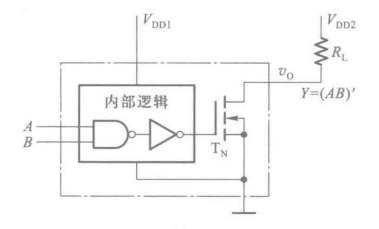 V_DD1
V_DD2
R_L
v_O
Y=(AB)′
内部逻辑
A
B
T_N